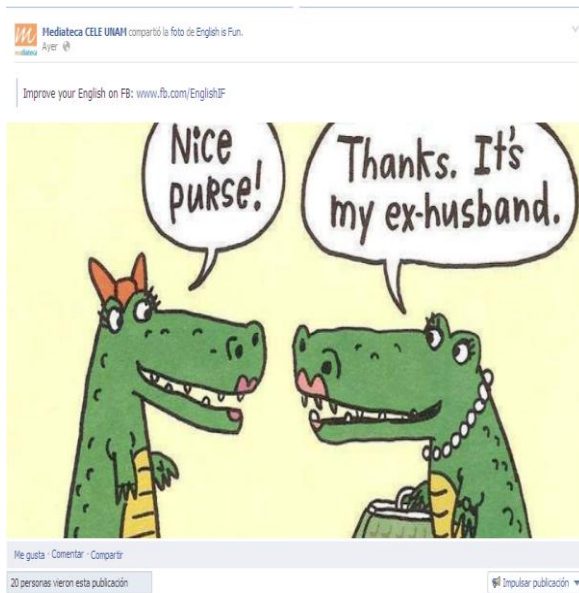 Mediateca CELE UNAM compartió la foto de English is Fun.
Ayer
mediateca
Improve your English on FB: www.fb.com/EnglishIF
Nice
purse!
Thanks. It's
my ex-husband.
Me gusta · Comentar · Compartir
20 personas vieron esta publicación
Impulsar publicación